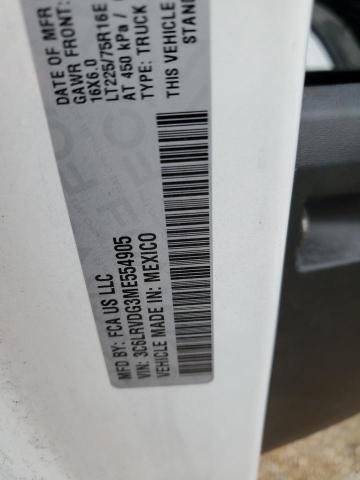 MFD BY: FCA US LLC
DATE OF MFR
GAWR FRONT:
16X6.0
LT225/75R16E
AT 450 kPa /
THIS VEHICLE
STAND
VIN: 3C6LRVDG3ME554905
TYPE: TRUCK
VEHICLE MADE IN: MEXICO